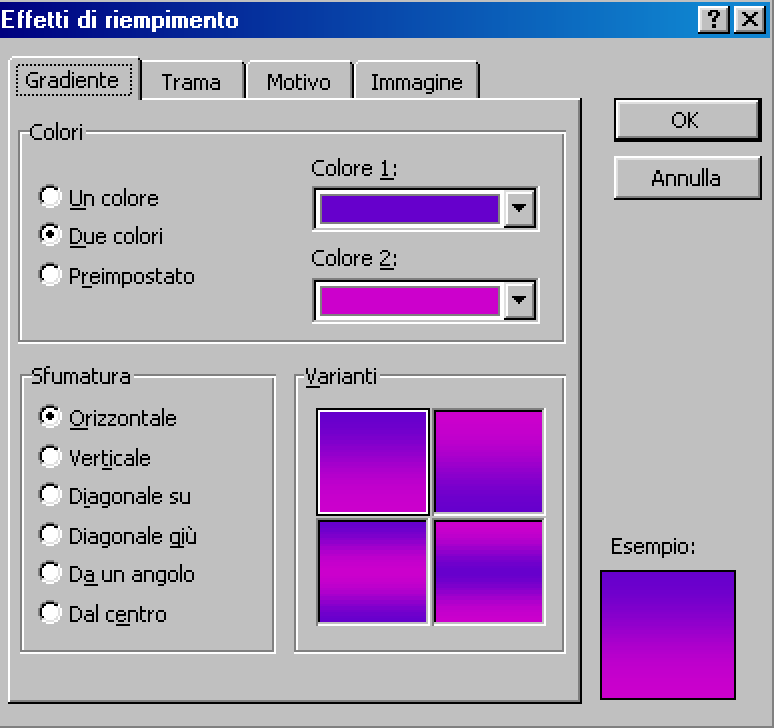 Effetti di riempimento
Gradiente Trama Motivo Immagine
OK
Annulla
Colori
Un colore
Due colori
Preimpostato
Colore 1:
Colore 2:
Sfumatura
Orizzontale
Verticale
Diagonale su
Diagonale giù
Da un angolo
Dal centro
Varianti
Esempio: